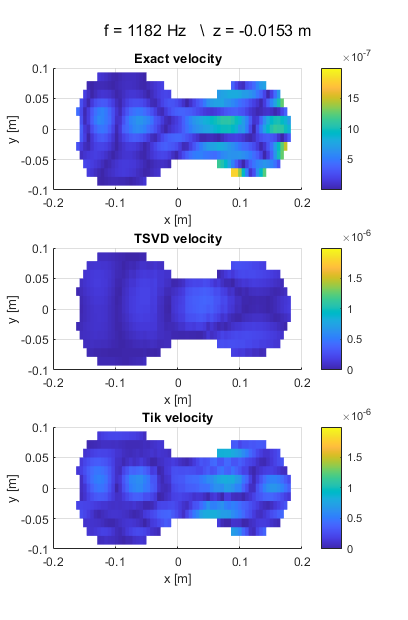 f = 1182 Hz \ z = -0.0153 m
Exact velocity
×10⁻⁷
0.1
0.05
0
-0.05
-0.1
y [m]
-0.2 -0.1 0 0.1 0.2
x [m]
15
10
5
TSVD velocity
×10⁻⁶
0.1
0.05
0
-0.05
-0.1
y [m]
-0.2 -0.1 0 0.1 0.2
x [m]
1.5
1
0.5
0
Tik velocity
×10⁻⁶
0.1
0.05
0
-0.05
-0.1
y [m]
-0.2 -0.1 0 0.1 0.2
x [m]
1.5
1
0.5
0